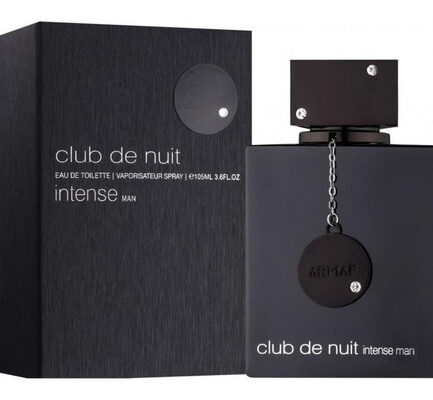 club de nuit
EAU DE TOILETTE | VAPORISATEUR SPRAY | ℮105ML 3.6FL.OZ
intense MAN
ARMAF
club de nuit intense man